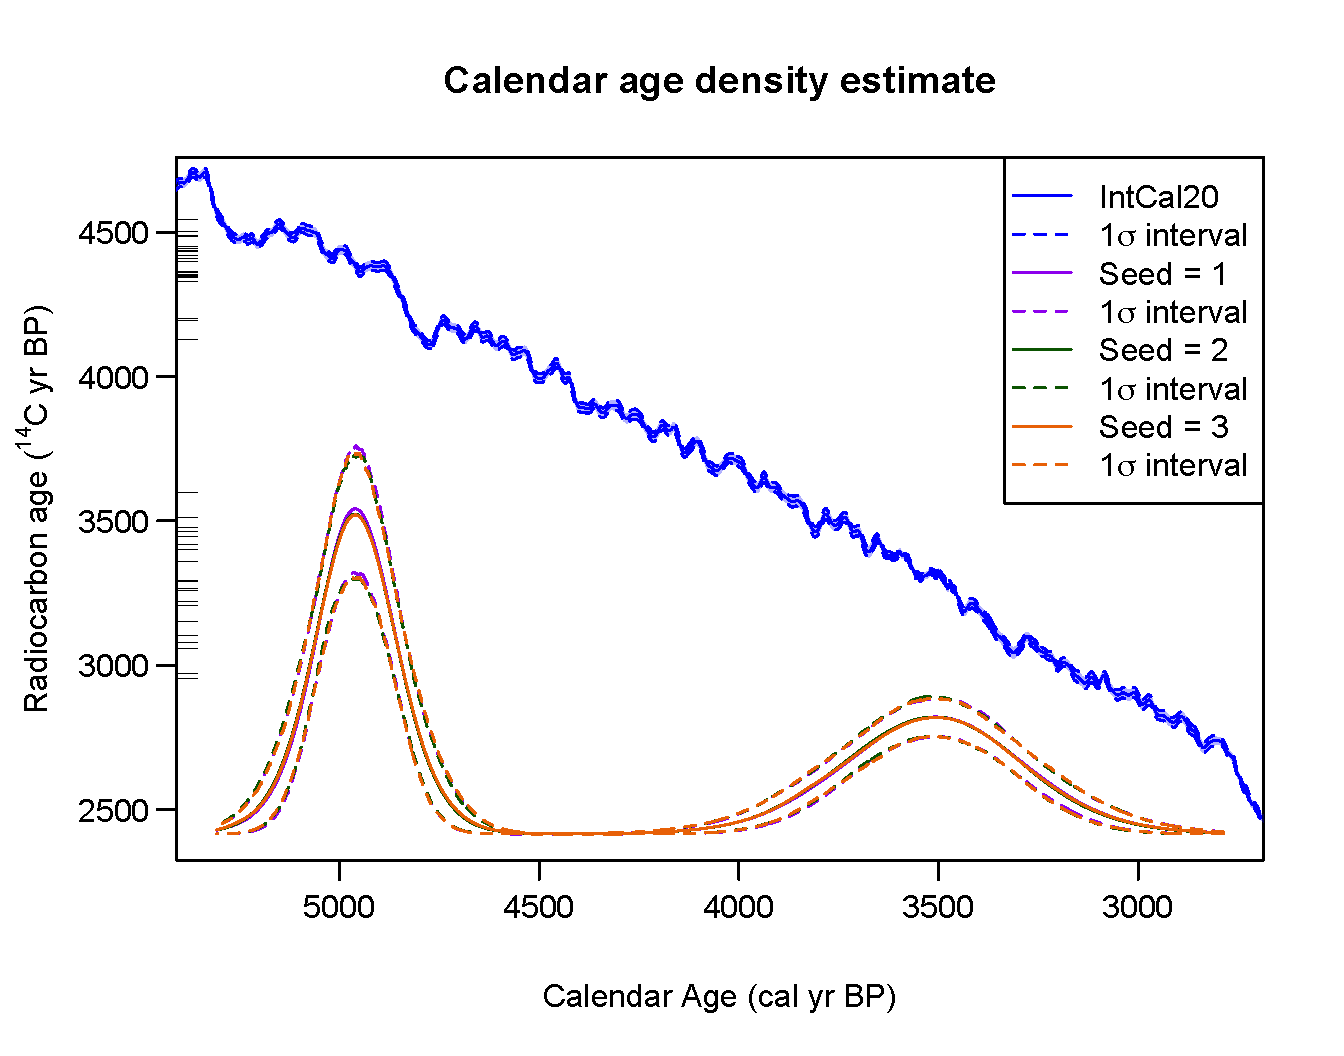 Calendar age density estimate
IntCal20
1σ interval
Seed = 1
1σ interval
Seed = 2
1σ interval
Seed = 3
1σ interval
4500
4000
3500
3000
2500
Radiocarbon age (¹⁴C yr BP)
5000 4500 4000 3500 3000
Calendar Age (cal yr BP)